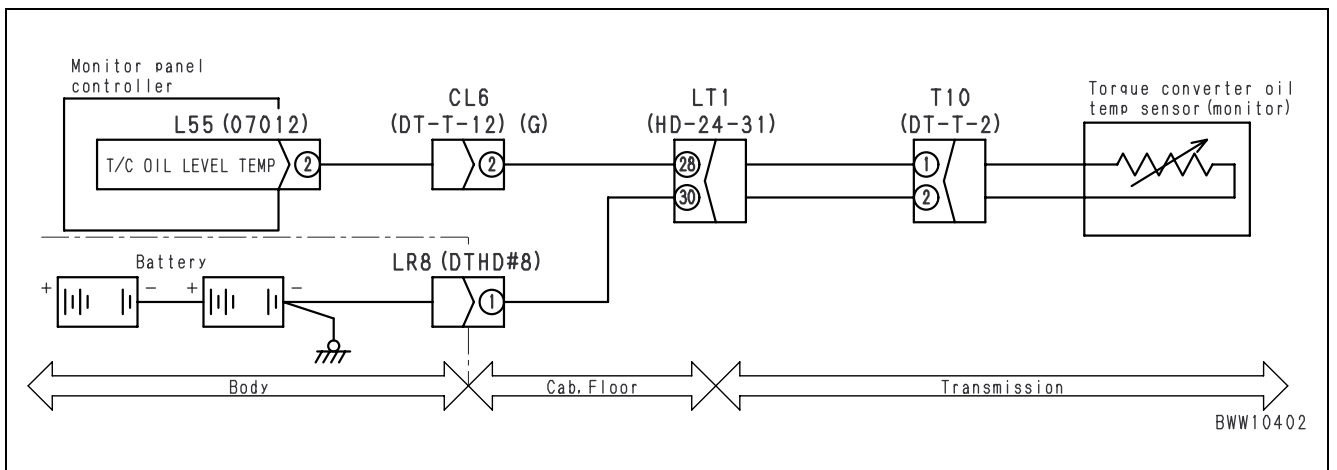 Monitor panel
controller
L55 (07012)
T/C OIL LEVEL TEMP
2
CL6
(DT-T-12) (G)
2
LT1
(HD-24-31)
28
30
T10
(DT-T-2)
1
2
Torque converter oil
temp sensor (monitor)
Battery
+ - + -
LR8 (DTHD#8)
1
Body
Cab. Floor
Transmission
BWW10402